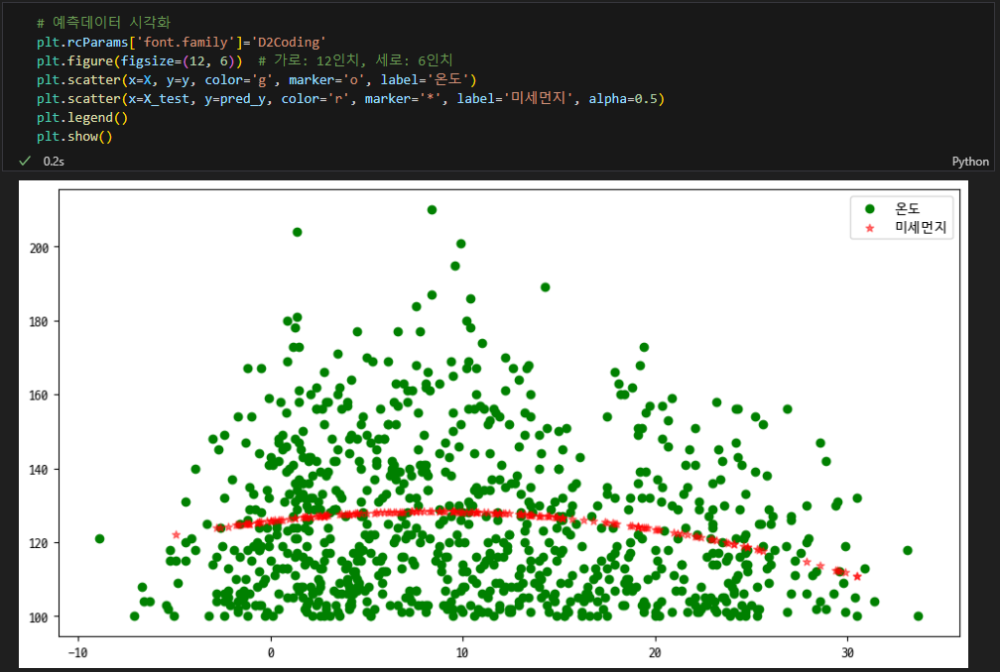 # 예측데이터 시각화
plt.rcParams['font.family']='D2Coding'
plt.figure(figsize=(12, 6))  # 가로: 12인치, 세로: 6인치
plt.scatter(x=X, y=y, color='g', marker='o', label='온도')
plt.scatter(x=X_test, y=pred_y, color='r', marker='*', label='미세먼지', alpha=0.5)
plt.legend()
plt.show()
0.2s
Python
온도
미세먼지
200
180
160
140
120
100
-10
0
10
20
30